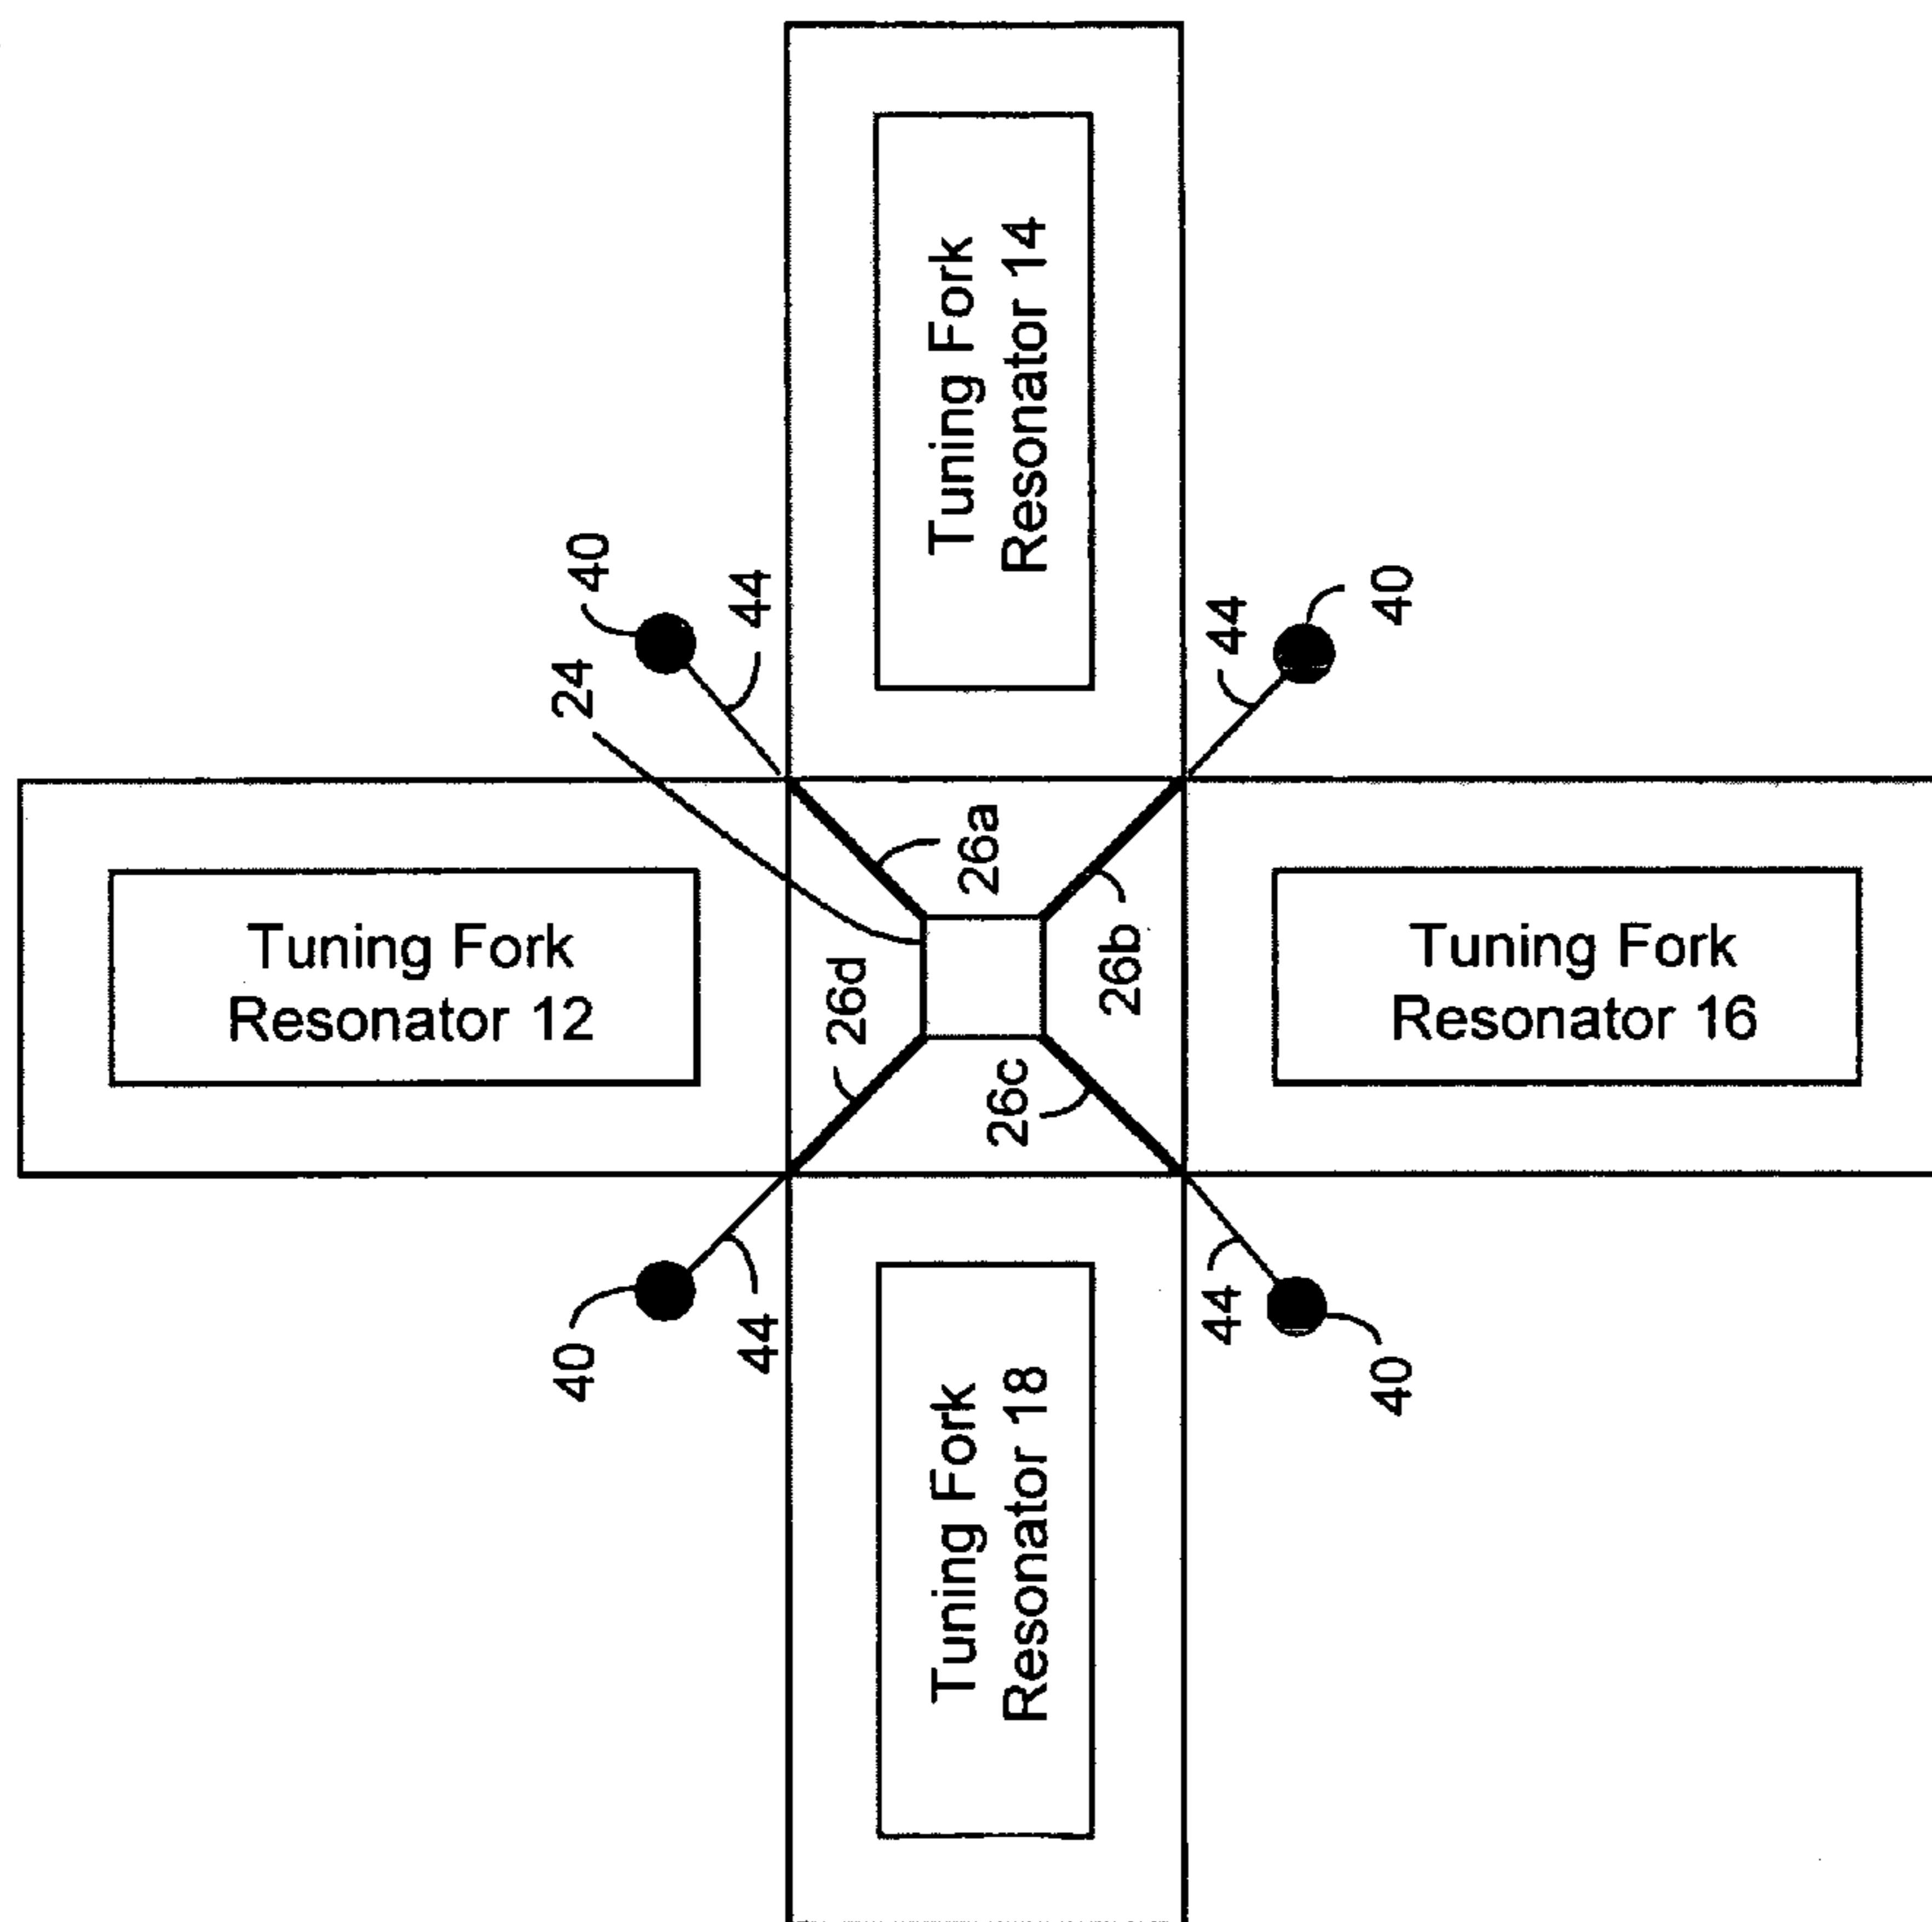 Tuning Fork
Resonator 14
40
44
24
44
40
26a
Tuning Fork
Resonator 12
26d
26b
Tuning Fork
Resonator 16
26c
40
44
44
40
Tuning Fork
Resonator 18